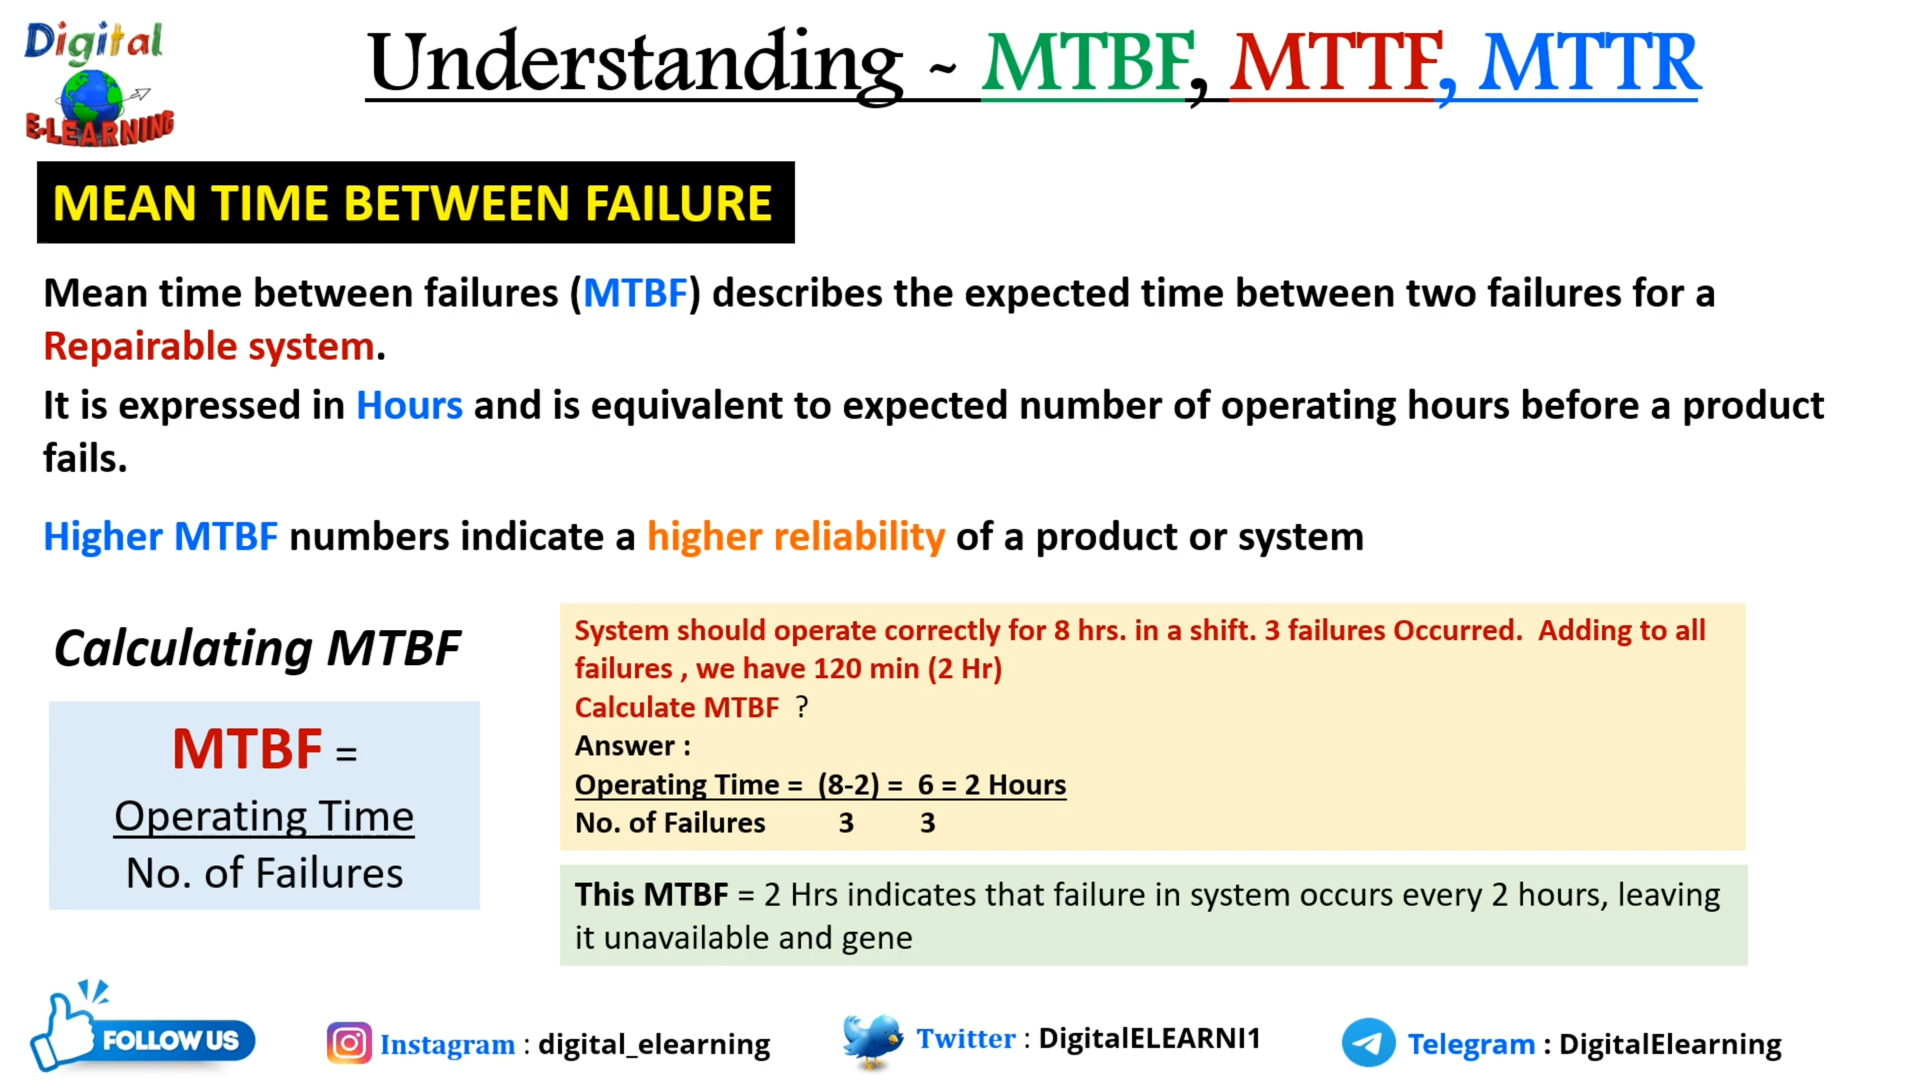 Digital
E-LEARNING
Understanding ~ MTBF, MTTF, MTTR
MEAN TIME BETWEEN FAILURE
Mean time between failures (MTBF) describes the expected time between two failures for a
Repairable system.
It is expressed in Hours and is equivalent to expected number of operating hours before a product
fails.
Higher MTBF numbers indicate a higher reliability of a product or system
Calculating MTBF
MTBF =
Operating Time
No. of Failures
System should operate correctly for 8 hrs. in a shift. 3 failures Occurred. Adding to all
failures , we have 120 min (2 Hr)
Calculate MTBF ?
Answer :
Operating Time = (8-2) = 6 = 2 Hours
No. of Failures 3 3
This MTBF = 2 Hrs indicates that failure in system occurs every 2 hours, leaving
it unavailable and gene
FOLLOW US
Instagram : digital_elearning
Twitter : DigitalELEARNI1
Telegram : DigitalElearning